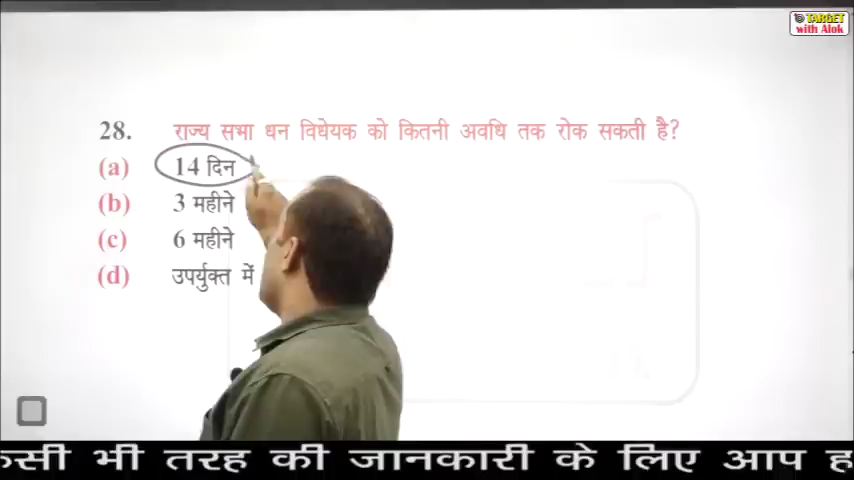 TARGET
with Alok
28. राज्य सभा धन विधेयक को कितनी अवधि तक रोक सकती है?
(a) 14 दिन
(b) 3 महीने
(c) 6 महीने
(d) उपर्युक्त में
भी तरह की जानकारी के लिए आप